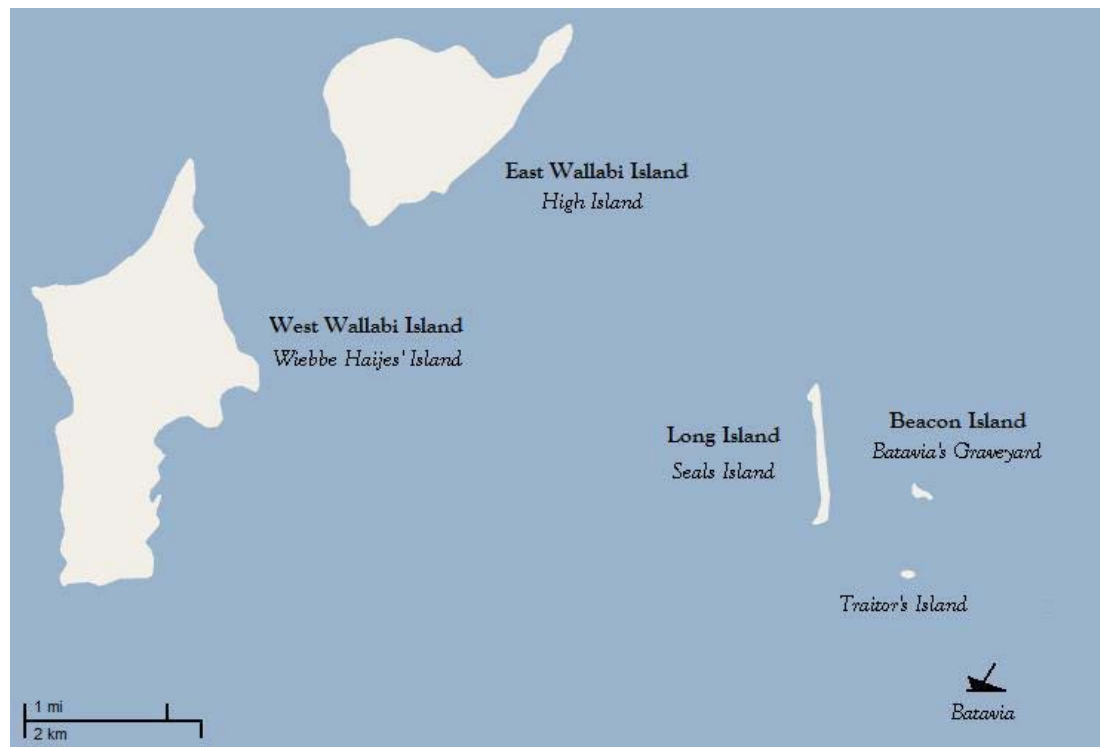 East Wallabi Island
High Island
West Wallabi Island
Wiebbe Haijes' Island
Long Island
Seals Island
Beacon Island
Batavia's Graveyard
Traitor's Island
Batavia
1 mi
2 km